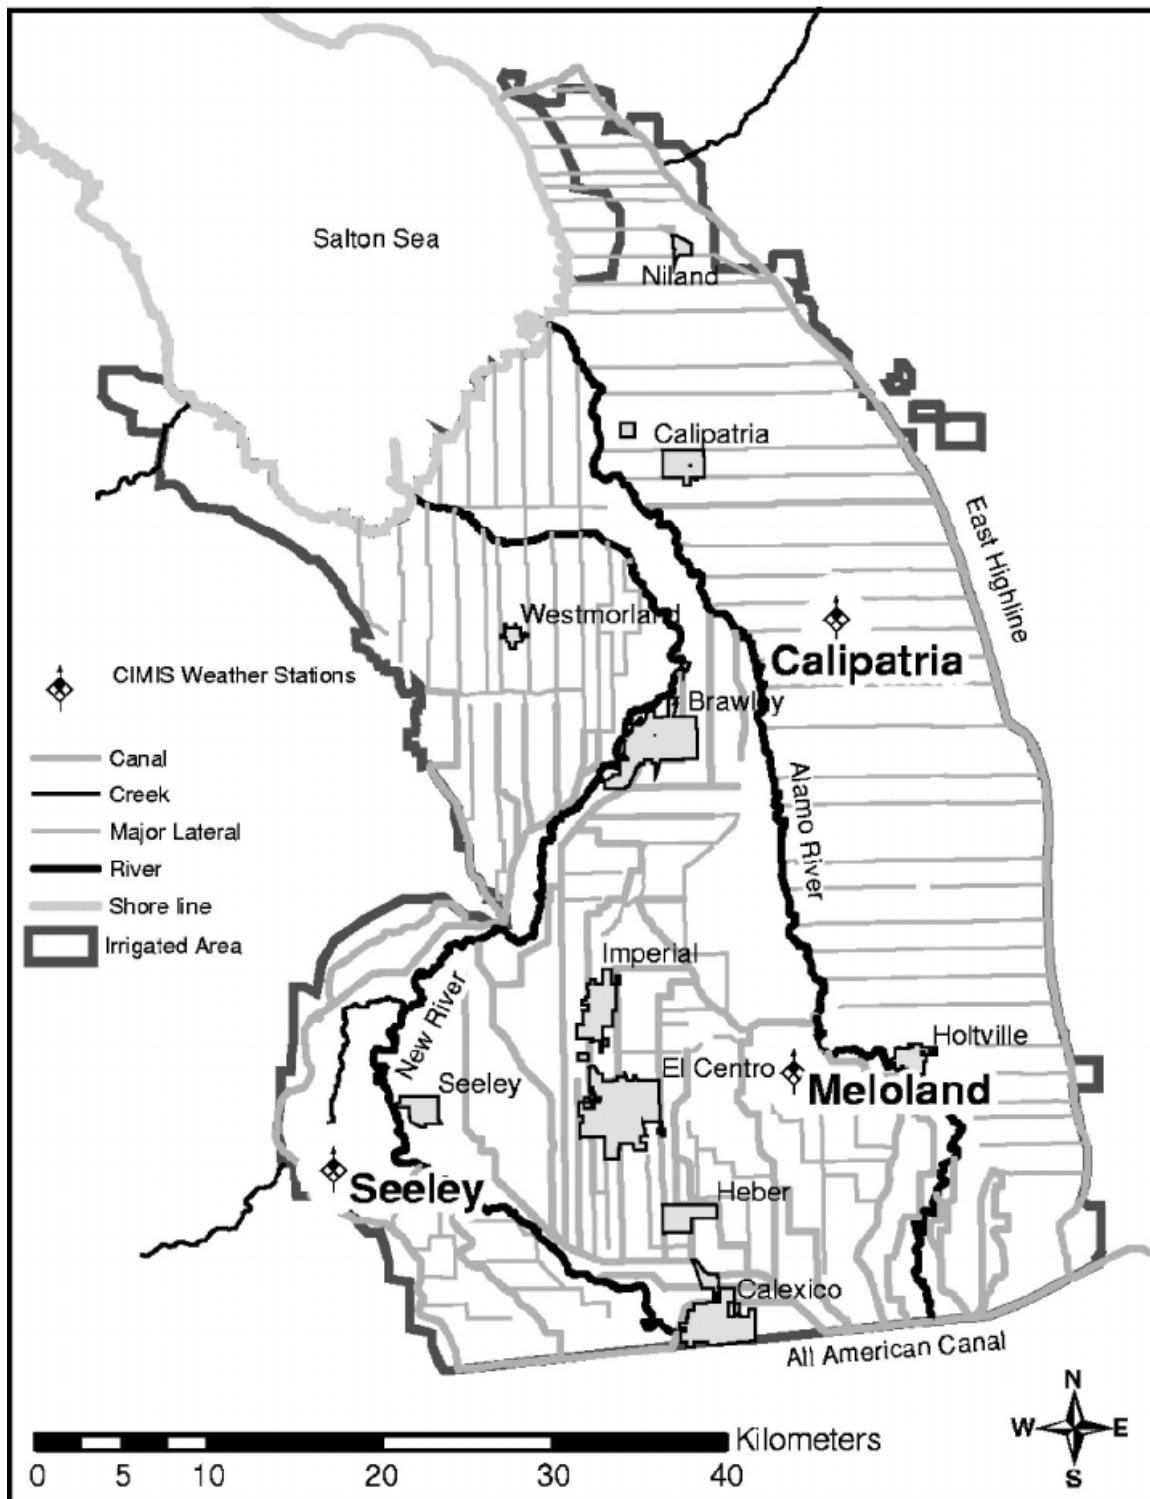 Salton Sea
Niland
Calipatria
East Highline
Westmorland
Calipatria
CIMIS Weather Stations
Brawley
Canal
Creek
Major Lateral
River
Shore line
Irrigated Area
Alamo River
Imperial
New River
Holtville
El Centro
Seeley
Meloland
Seeley
Heber
Calexico
All American Canal
N
W E
S
Kilometers
0 5 10 20 30 40